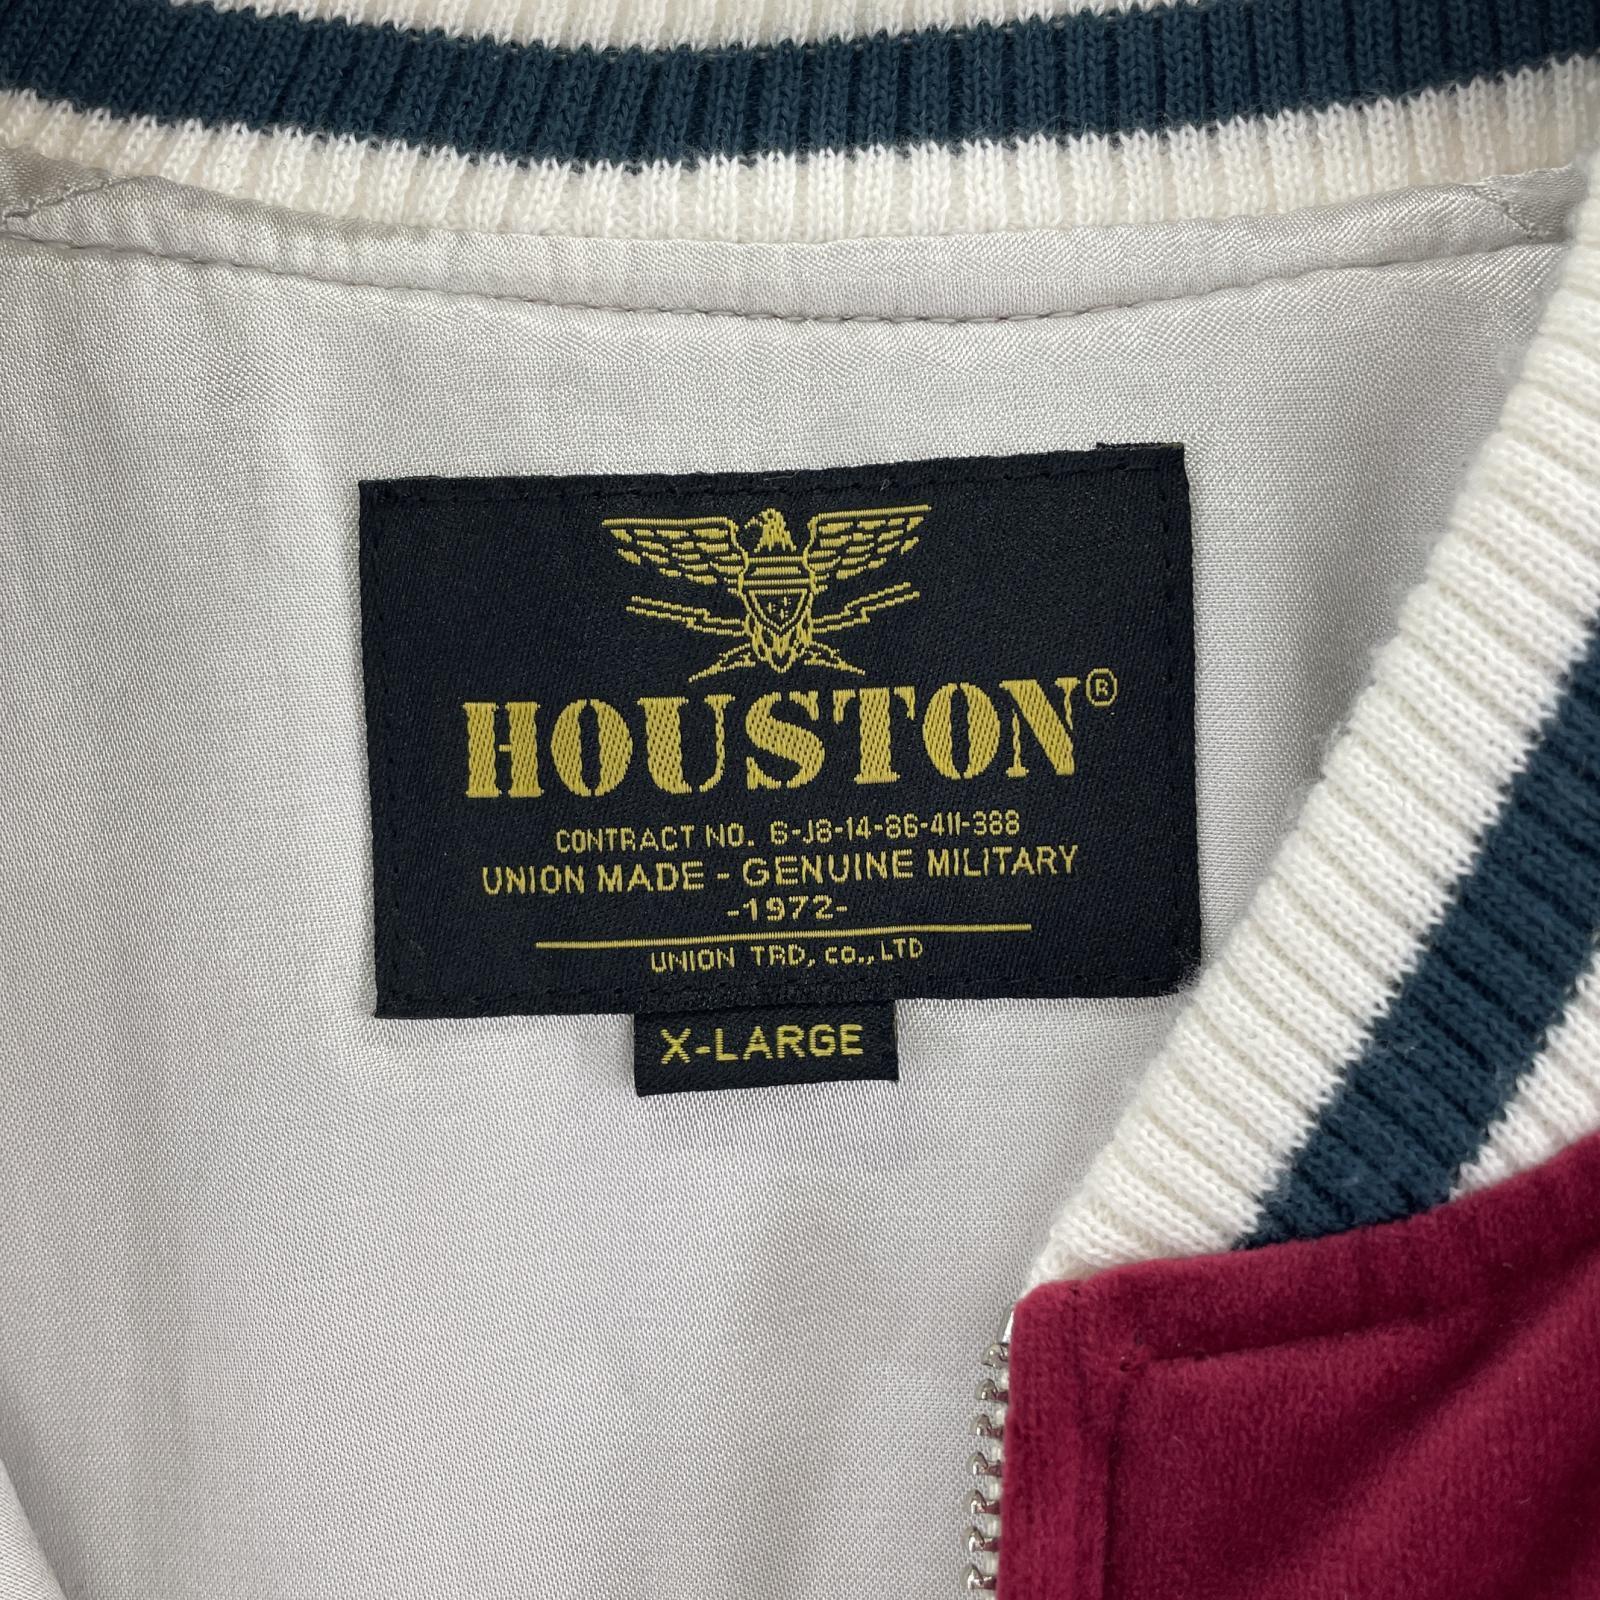 HOUSTON®
CONTRACT NO. 6-J8-14-86-411-388
UNION MADE - GENUINE MILITARY
-1972-
UNION TRD, co.,LTD
X-LARGE